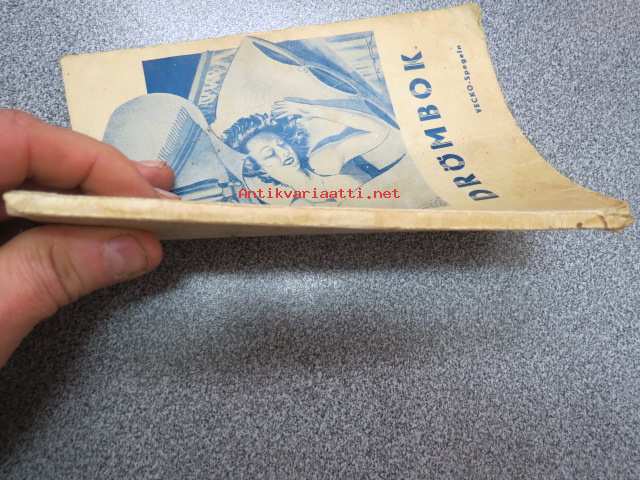 DRÖMBOK.
VECKO-Spegeln
Antikvariaatti.net